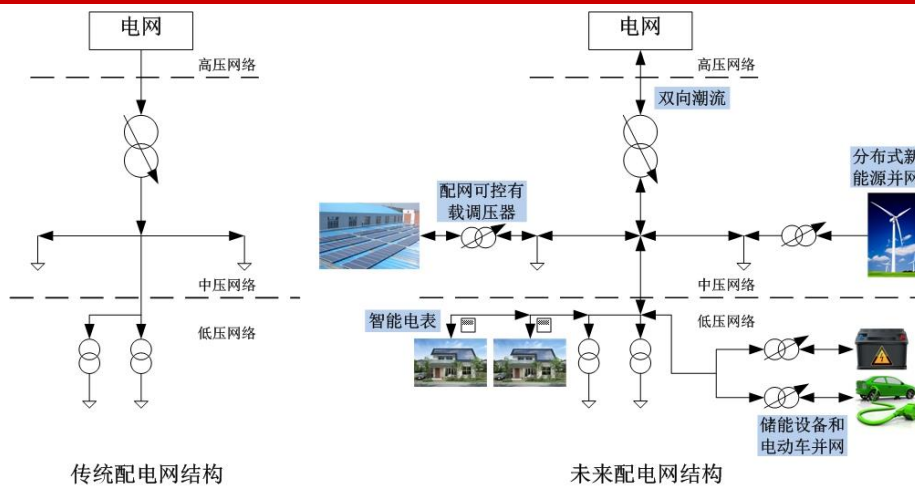 电网
高压网络
中压网络
低压网络
传统配电网结构
电网
高压网络
双向潮流
分布式新
能源并网
配网可控有
载调压器
中压网络
低压网络
智能电表
储能设备和
电动车并网
未来配电网结构